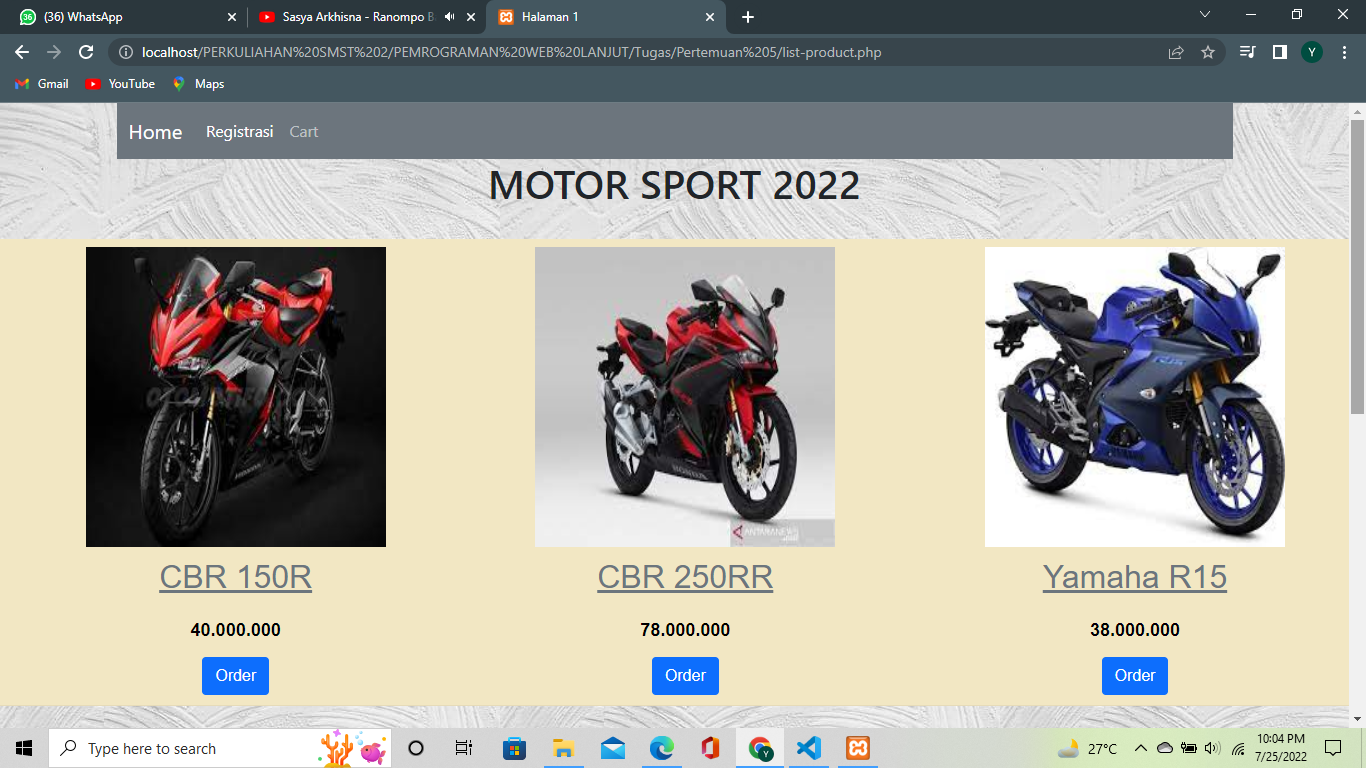 (36) WhatsApp
Sasya Arkhisna - Ranompo B
Halaman 1
localhost/PERKULIAHAN%20SMST%202/PEMROGRAMAN%20WEB%20LANJUT/Tugas/Pertemuan%205/list-product.php
Y
Gmail YouTube Maps
Home Registrasi Cart
MOTOR SPORT 2022
HONDA
HONDA
ANTARANEWS
CBR 150R CBR 250RR Yamaha R15
40.000.000 78.000.000 38.000.000
Order Order Order
Type here to search
27°C
10:04 PM
7/25/2022